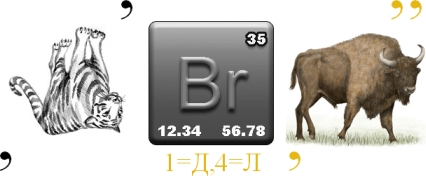 , ,,
35
Br
12.34 56.78
, 1=Д,4=Л ,